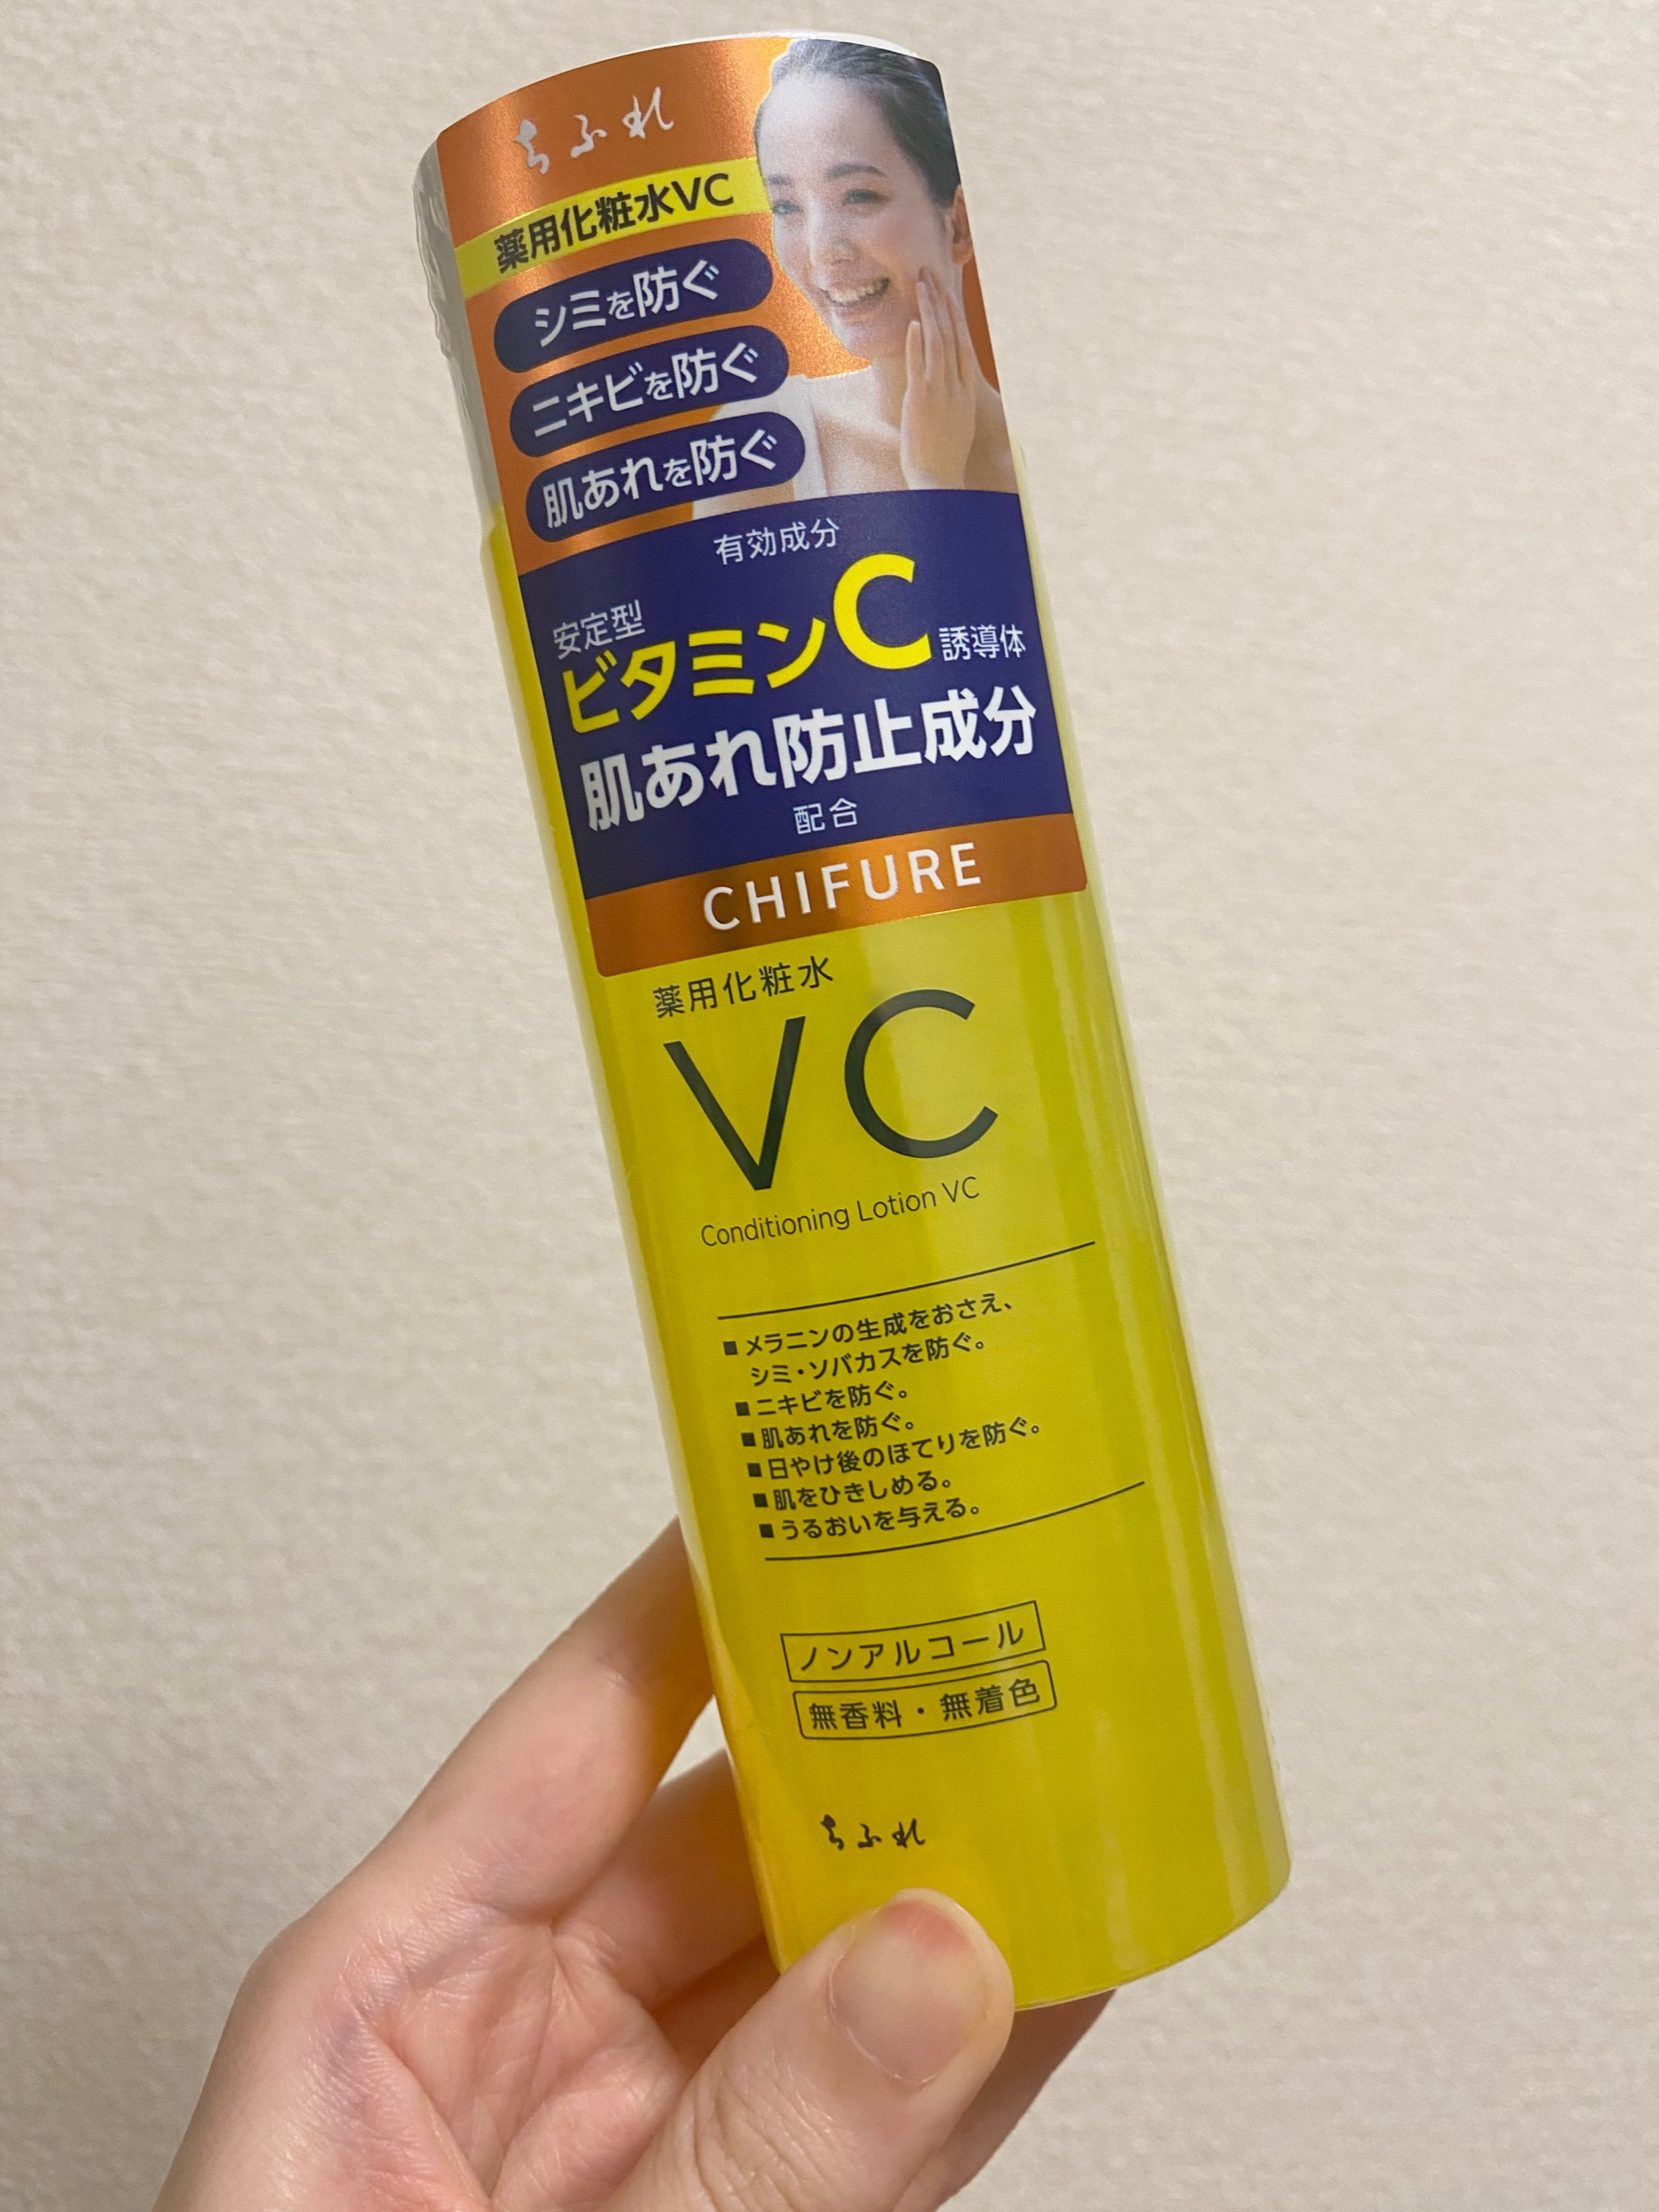 ちふれ
薬用化粧水VC
シミを防ぐ
ニキビを防ぐ
肌あれを防ぐ
有効成分
安定型
ビタミンC誘導体
肌あれ防止成分
配合
CHIFURE
薬用化粧水
VC
Conditioning Lotion VC
■メラニンの生成をおさえ、
シミ・ソバカスを防ぐ。
■ニキビを防ぐ。
■肌あれを防ぐ。
■日やけ後のほてりを防ぐ。
■肌をひきしめる。
■うるおいを与える。
ノンアルコール
無香料・無着色
ちふれ